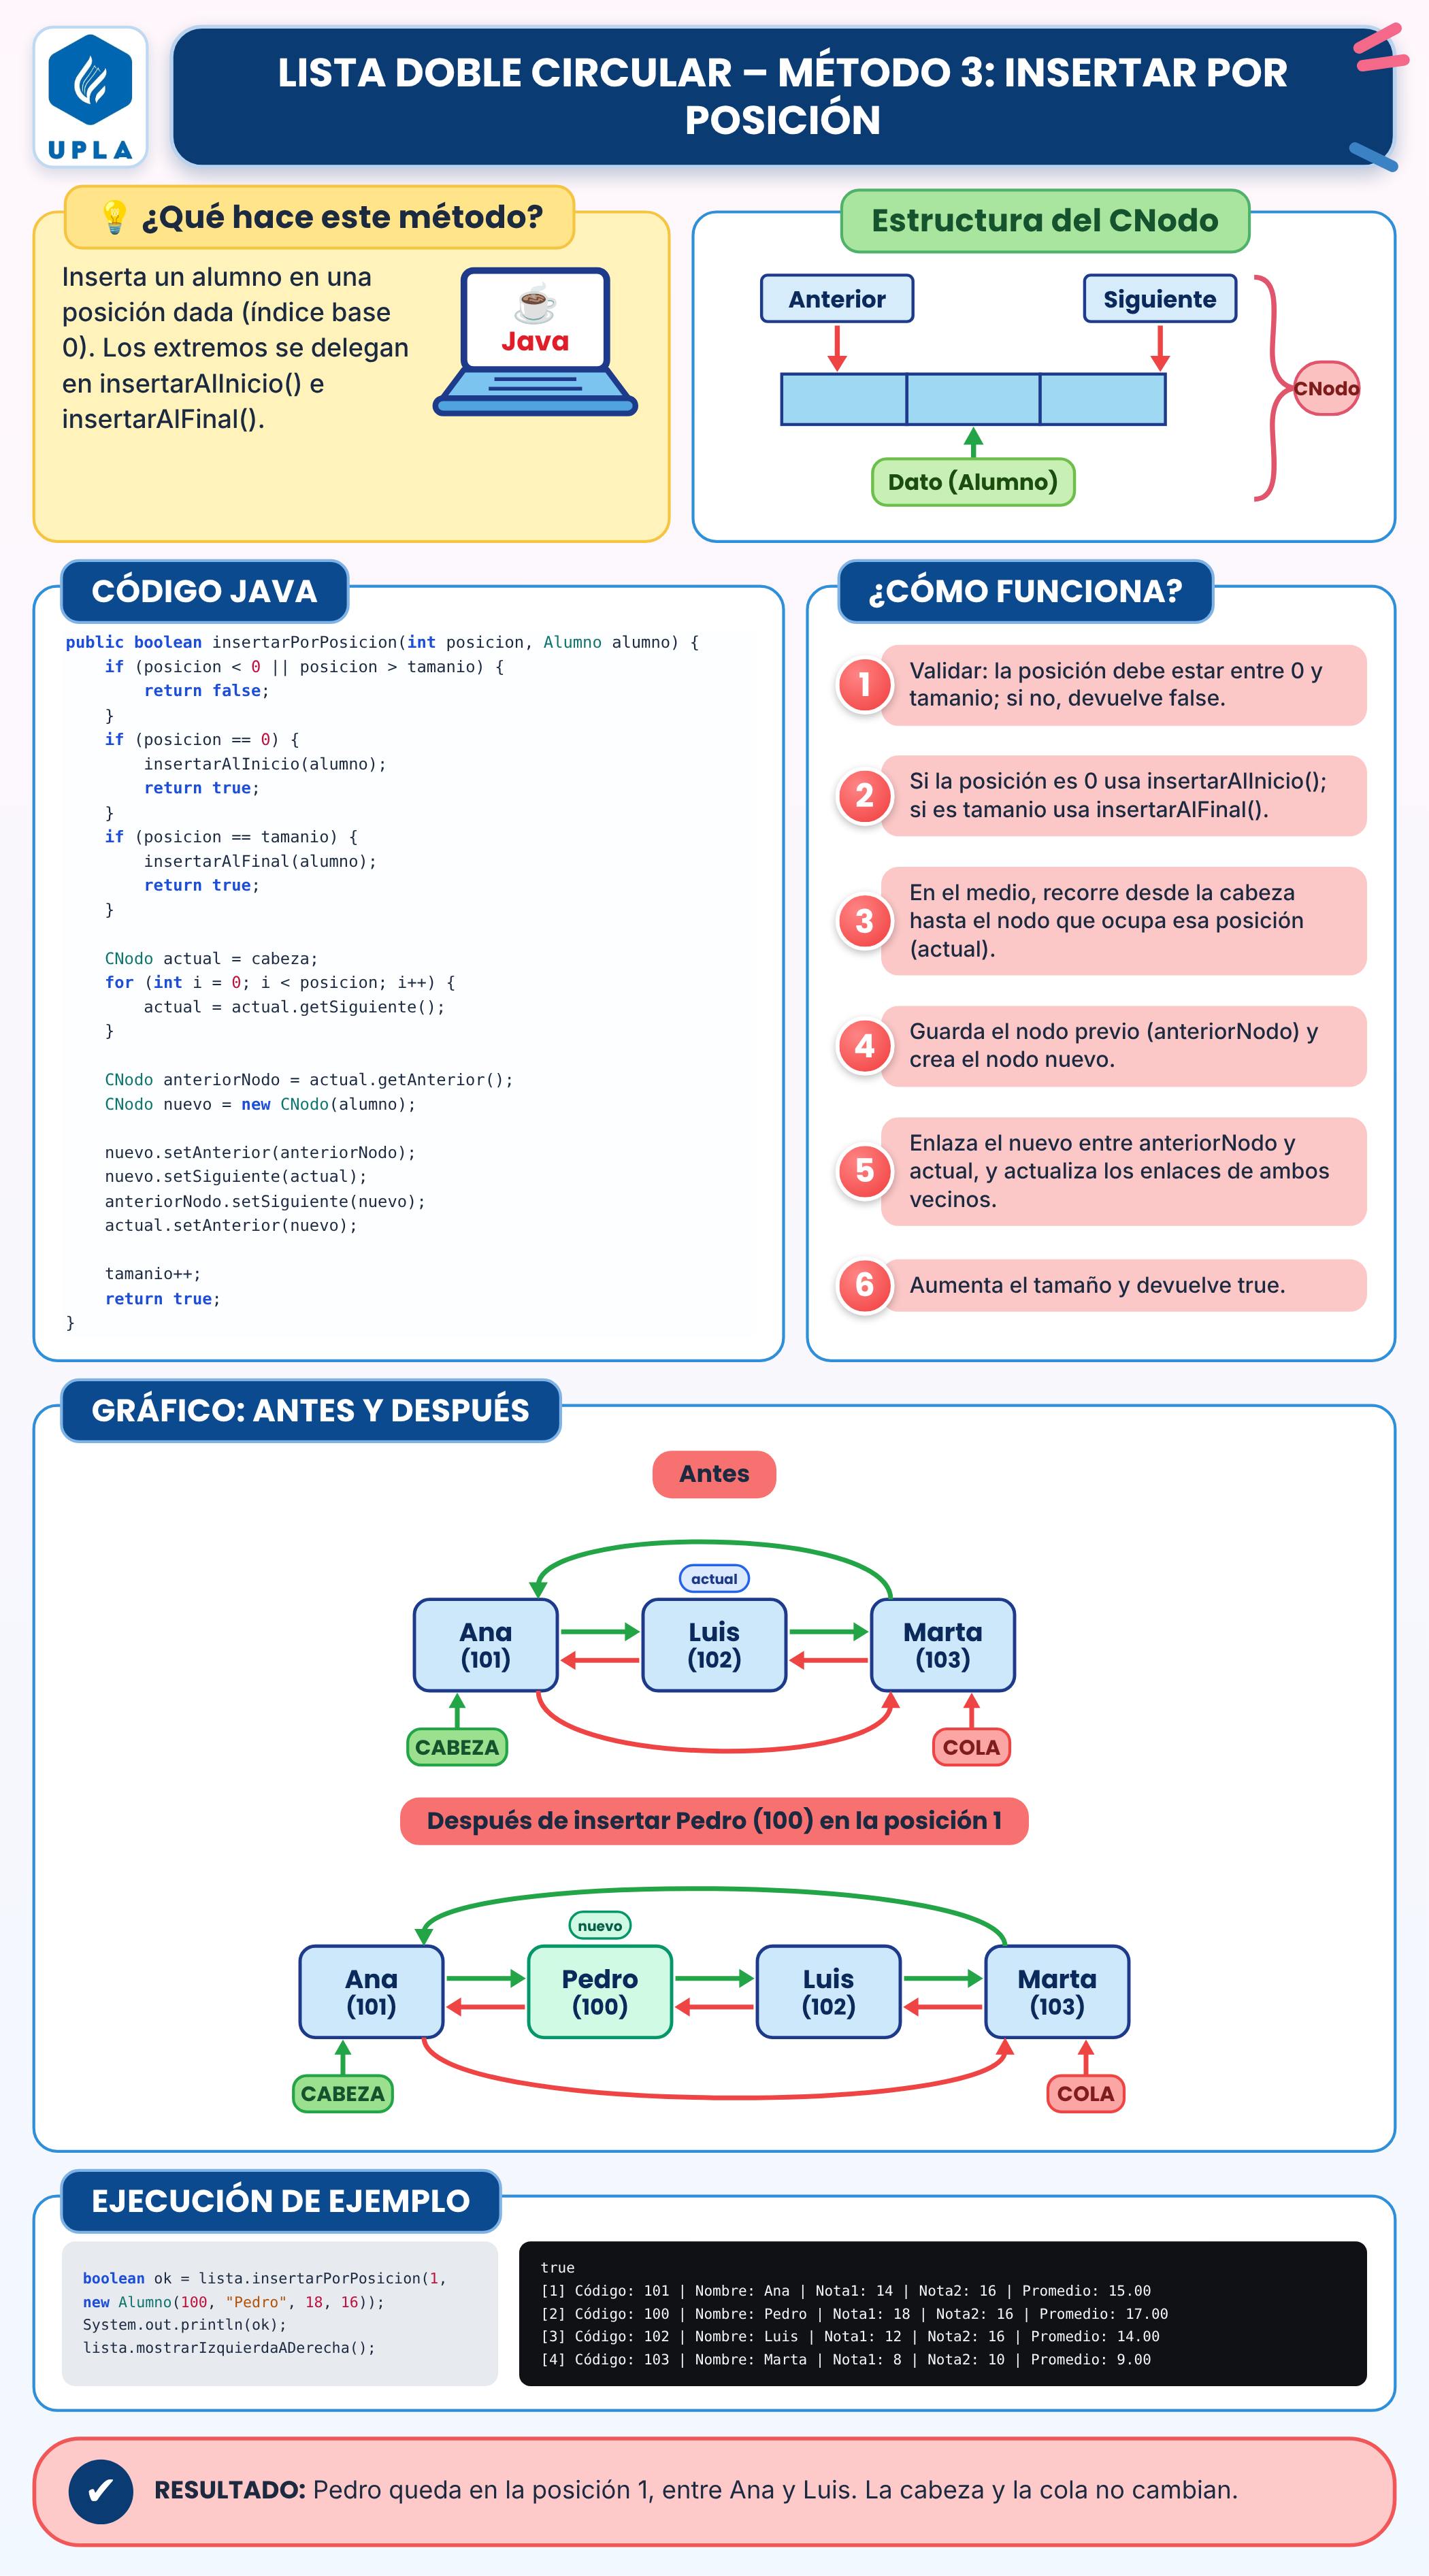 UPLA
LISTA DOBLE CIRCULAR – MÉTODO 3: INSERTAR POR
POSICIÓN
💡 ¿Qué hace este método?
Inserta un alumno en una
posición dada (índice base
0). Los extremos se delegan
en insertarAlInicio() e
insertarAlFinal().
Java
Estructura del CNodo
Anterior
Siguiente
CNodo
Dato (Alumno)
CÓDIGO JAVA
public boolean insertarPorPosicion(int posicion, Alumno alumno) {
    if (posicion < 0 || posicion > tamanio) {
        return false;
    }
    if (posicion == 0) {
        insertarAlInicio(alumno);
        return true;
    }
    if (posicion == tamanio) {
        insertarAlFinal(alumno);
        return true;
    }
    CNodo actual = cabeza;
    for (int i = 0; i < posicion; i++) {
        actual = actual.getSiguiente();
    }
    CNodo anteriorNodo = actual.getAnterior();
    CNodo nuevo = new CNodo(alumno);
    nuevo.setAnterior(anteriorNodo);
    nuevo.setSiguiente(actual);
    anteriorNodo.setSiguiente(nuevo);
    actual.setAnterior(nuevo);
    tamanio++;
    return true;
}
¿CÓMO FUNCIONA?
1
Validar: la posición debe estar entre 0 y
tamanio; si no, devuelve false.
2
Si la posición es 0 usa insertarAlInicio();
si es tamanio usa insertarAlFinal().
3
En el medio, recorre desde la cabeza
hasta el nodo que ocupa esa posición
(actual).
4
Guarda el nodo previo (anteriorNodo) y
crea el nodo nuevo.
5
Enlaza el nuevo entre anteriorNodo y
actual, y actualiza los enlaces de ambos
vecinos.
6
Aumenta el tamaño y devuelve true.
GRÁFICO: ANTES Y DESPUÉS
Antes
actual
Ana
(101)
Luis
(102)
Marta
(103)
CABEZA
COLA
Después de insertar Pedro (100) en la posición 1
nuevo
Ana
(101)
Pedro
(100)
Luis
(102)
Marta
(103)
CABEZA
COLA
EJECUCIÓN DE EJEMPLO
boolean ok = lista.insertarPorPosicion(1,
new Alumno(100, "Pedro", 18, 16));
System.out.println(ok);
lista.mostrarIzquierdaADerecha();
true
[1] Código: 101 | Nombre: Ana | Nota1: 14 | Nota2: 16 | Promedio: 15.00
[2] Código: 100 | Nombre: Pedro | Nota1: 18 | Nota2: 16 | Promedio: 17.00
[3] Código: 102 | Nombre: Luis | Nota1: 12 | Nota2: 16 | Promedio: 14.00
[4] Código: 103 | Nombre: Marta | Nota1: 8 | Nota2: 10 | Promedio: 9.00
✔ RESULTADO: Pedro queda en la posición 1, entre Ana y Luis. La cabeza y la cola no cambian.